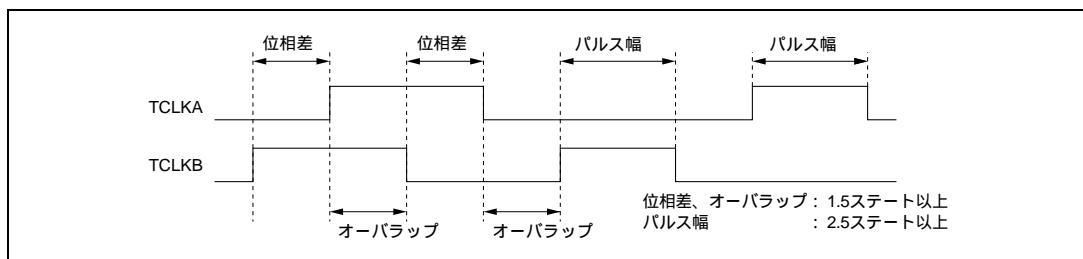 位相差 位相差 パルス幅 パルス幅
TCLKA
TCLKB
オーバラップ オーバラップ
位相差、オーバラップ : 1.5ステート以上
パルス幅 : 2.5ステート以上